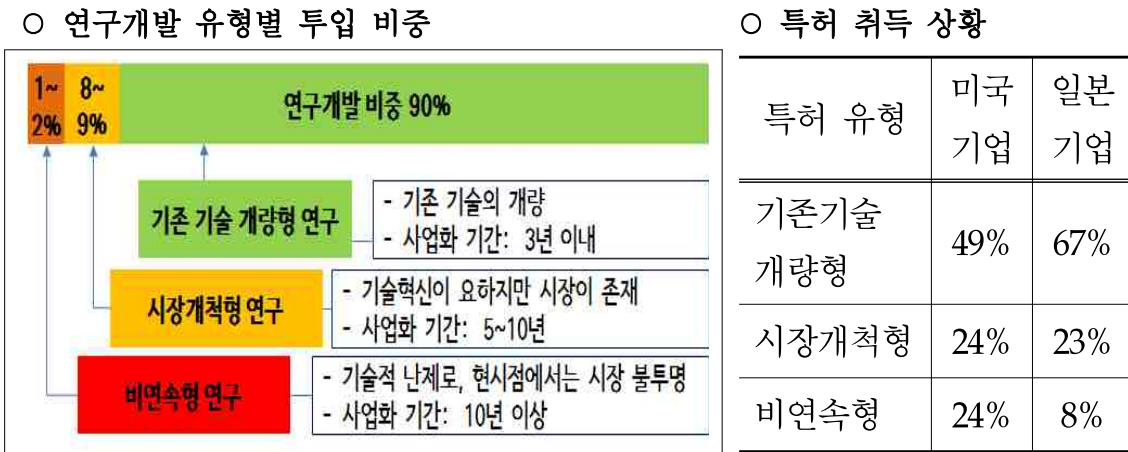 ○ 연구개발 유형별 투입 비중
1~
2%
8~
9%
연구개발 비중 90%
기존 기술 개량형 연구
- 기존 기술의 개량
- 사업화 기간: 3년 이내
시장개척형 연구
- 기술혁신이 요하지만 시장이 존재
- 사업화 기간: 5~10년
비연속형 연구
- 기술적 난제로, 현시점에서는 시장 불투명
- 사업화 기간: 10년 이상
○ 특허 취득 상황
특허 유형 미국 일본
기업 기업
기존기술
개량형 49% 67%
시장개척형 24% 23%
비연속형 24% 8%